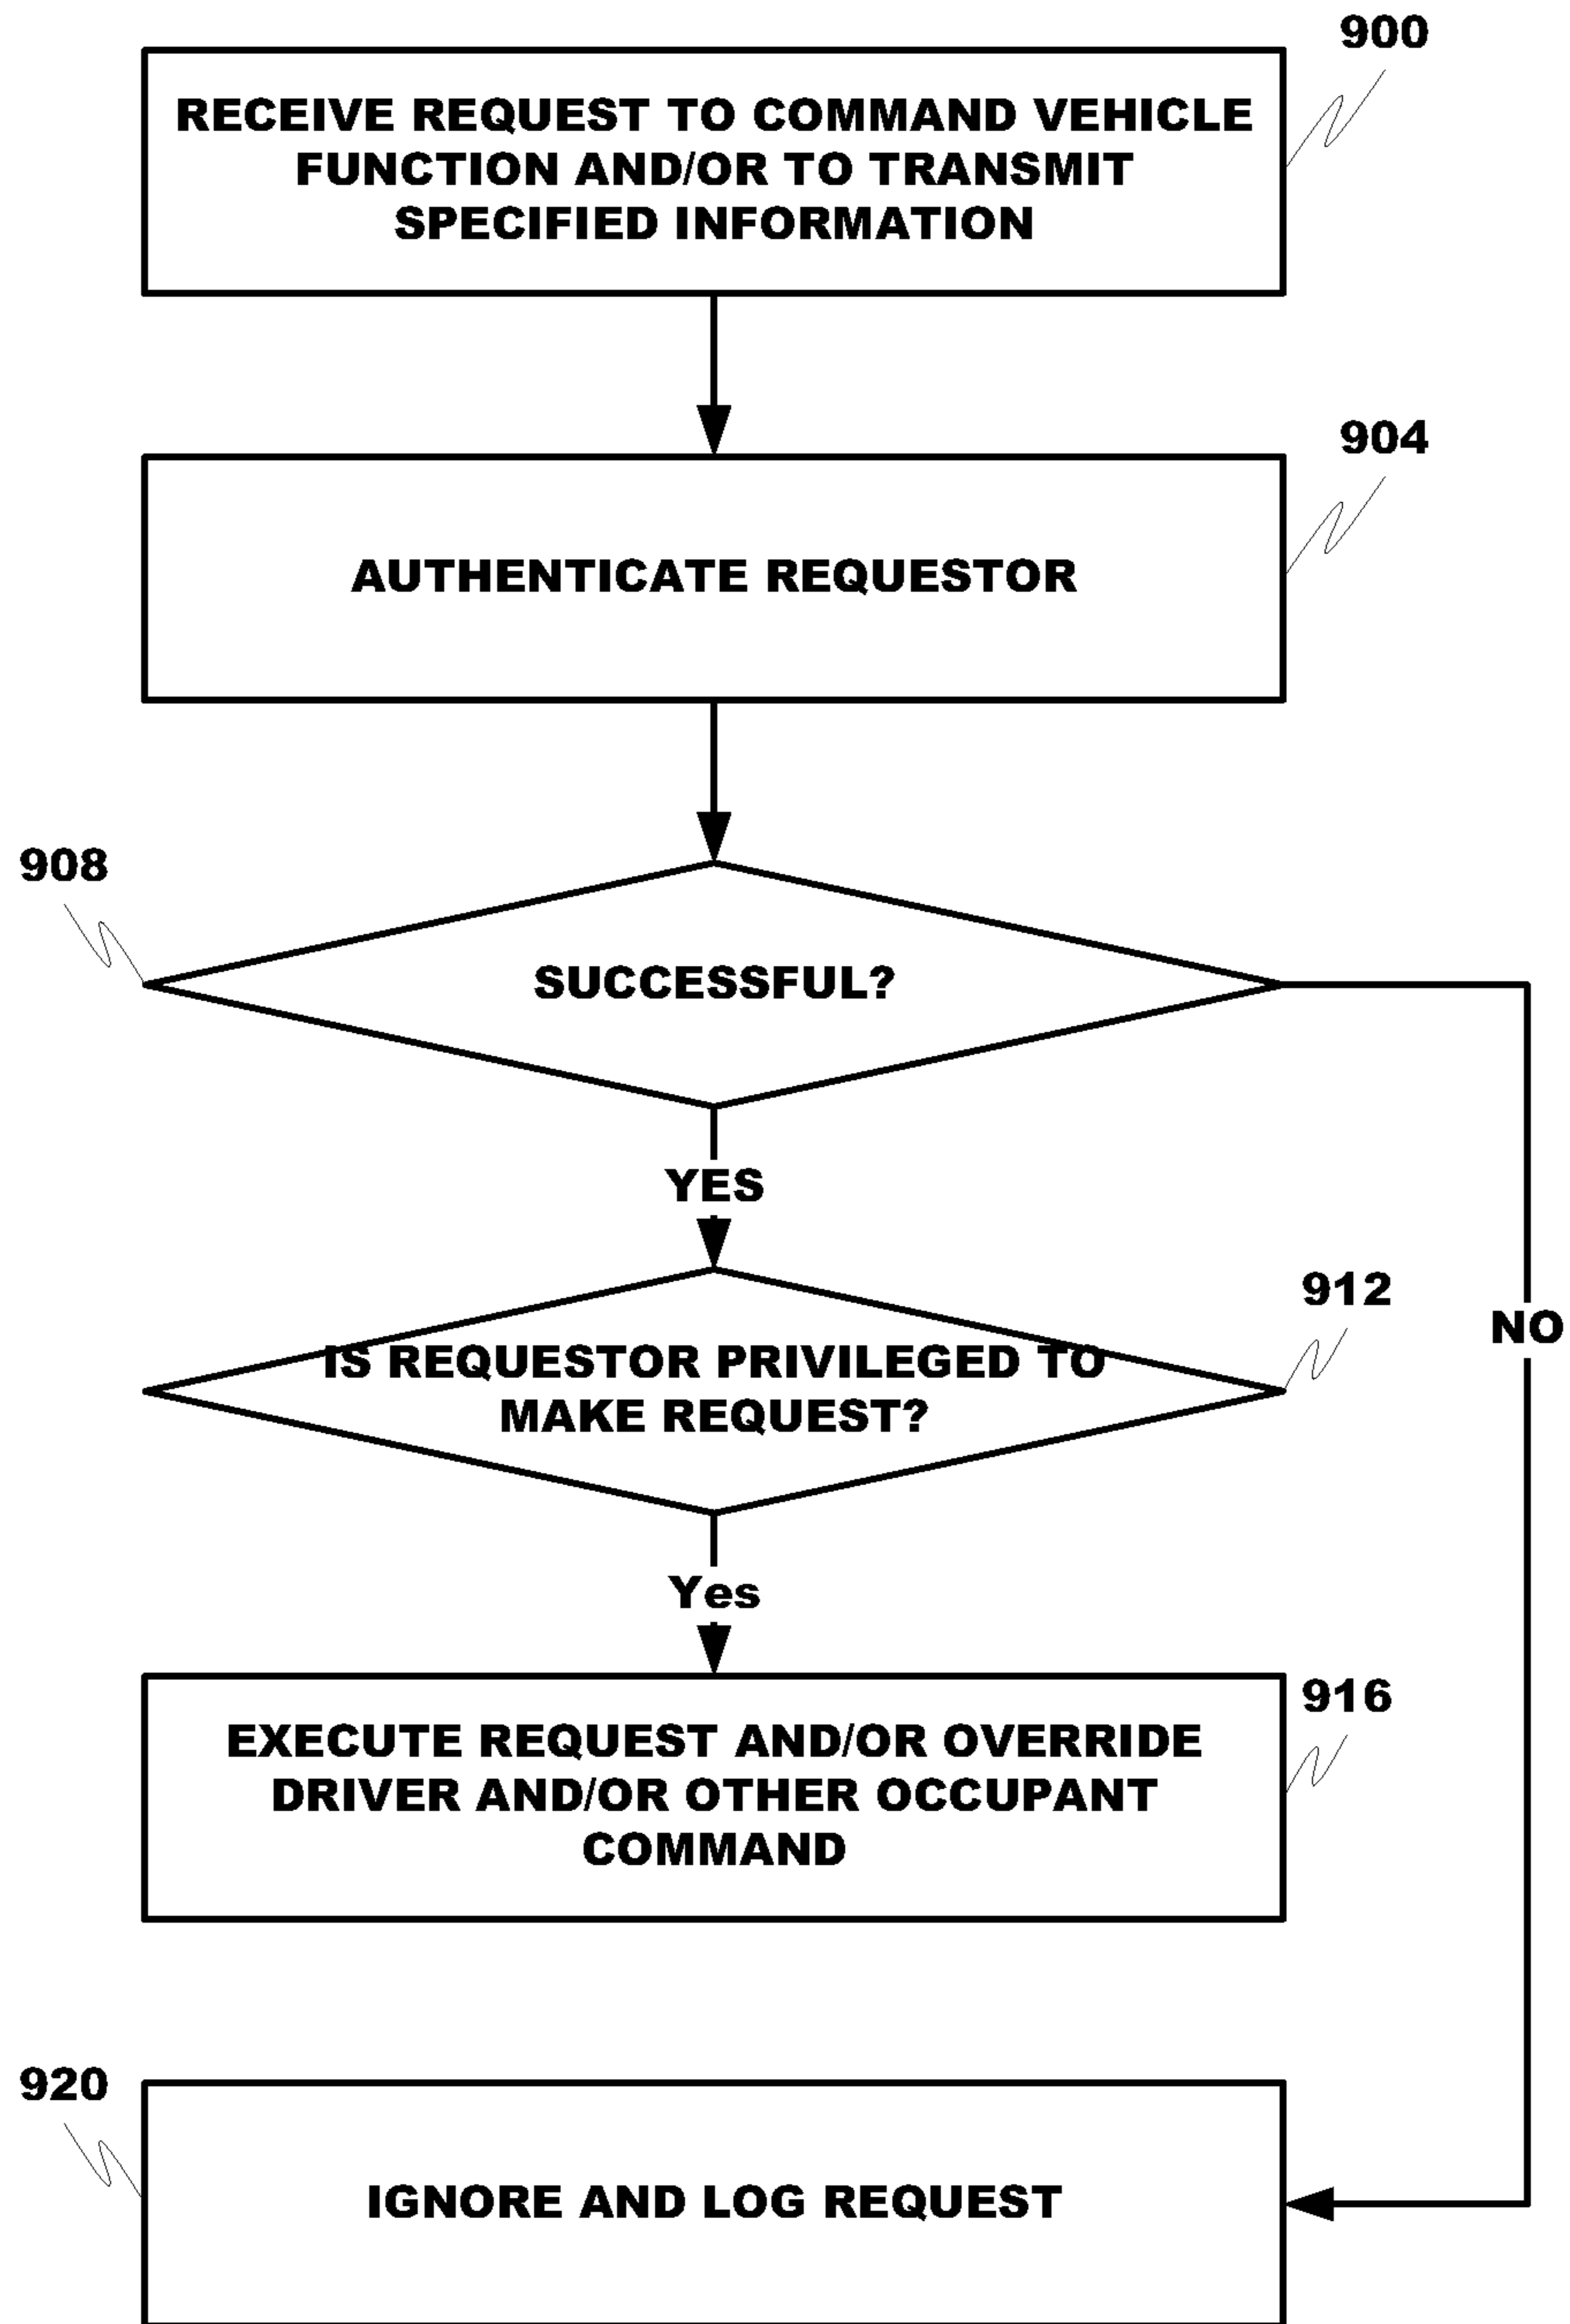 900
RECEIVE REQUEST TO COMMAND VEHICLE
FUNCTION AND/OR TO TRANSMIT
SPECIFIED INFORMATION
904
AUTHENTICATE REQUESTOR
908
SUCCESSFUL?
YES
912
IS REQUESTOR PRIVILEGED TO
MAKE REQUEST?
NO
Yes
916
EXECUTE REQUEST AND/OR OVERRIDE
DRIVER AND/OR OTHER OCCUPANT
COMMAND
920
IGNORE AND LOG REQUEST